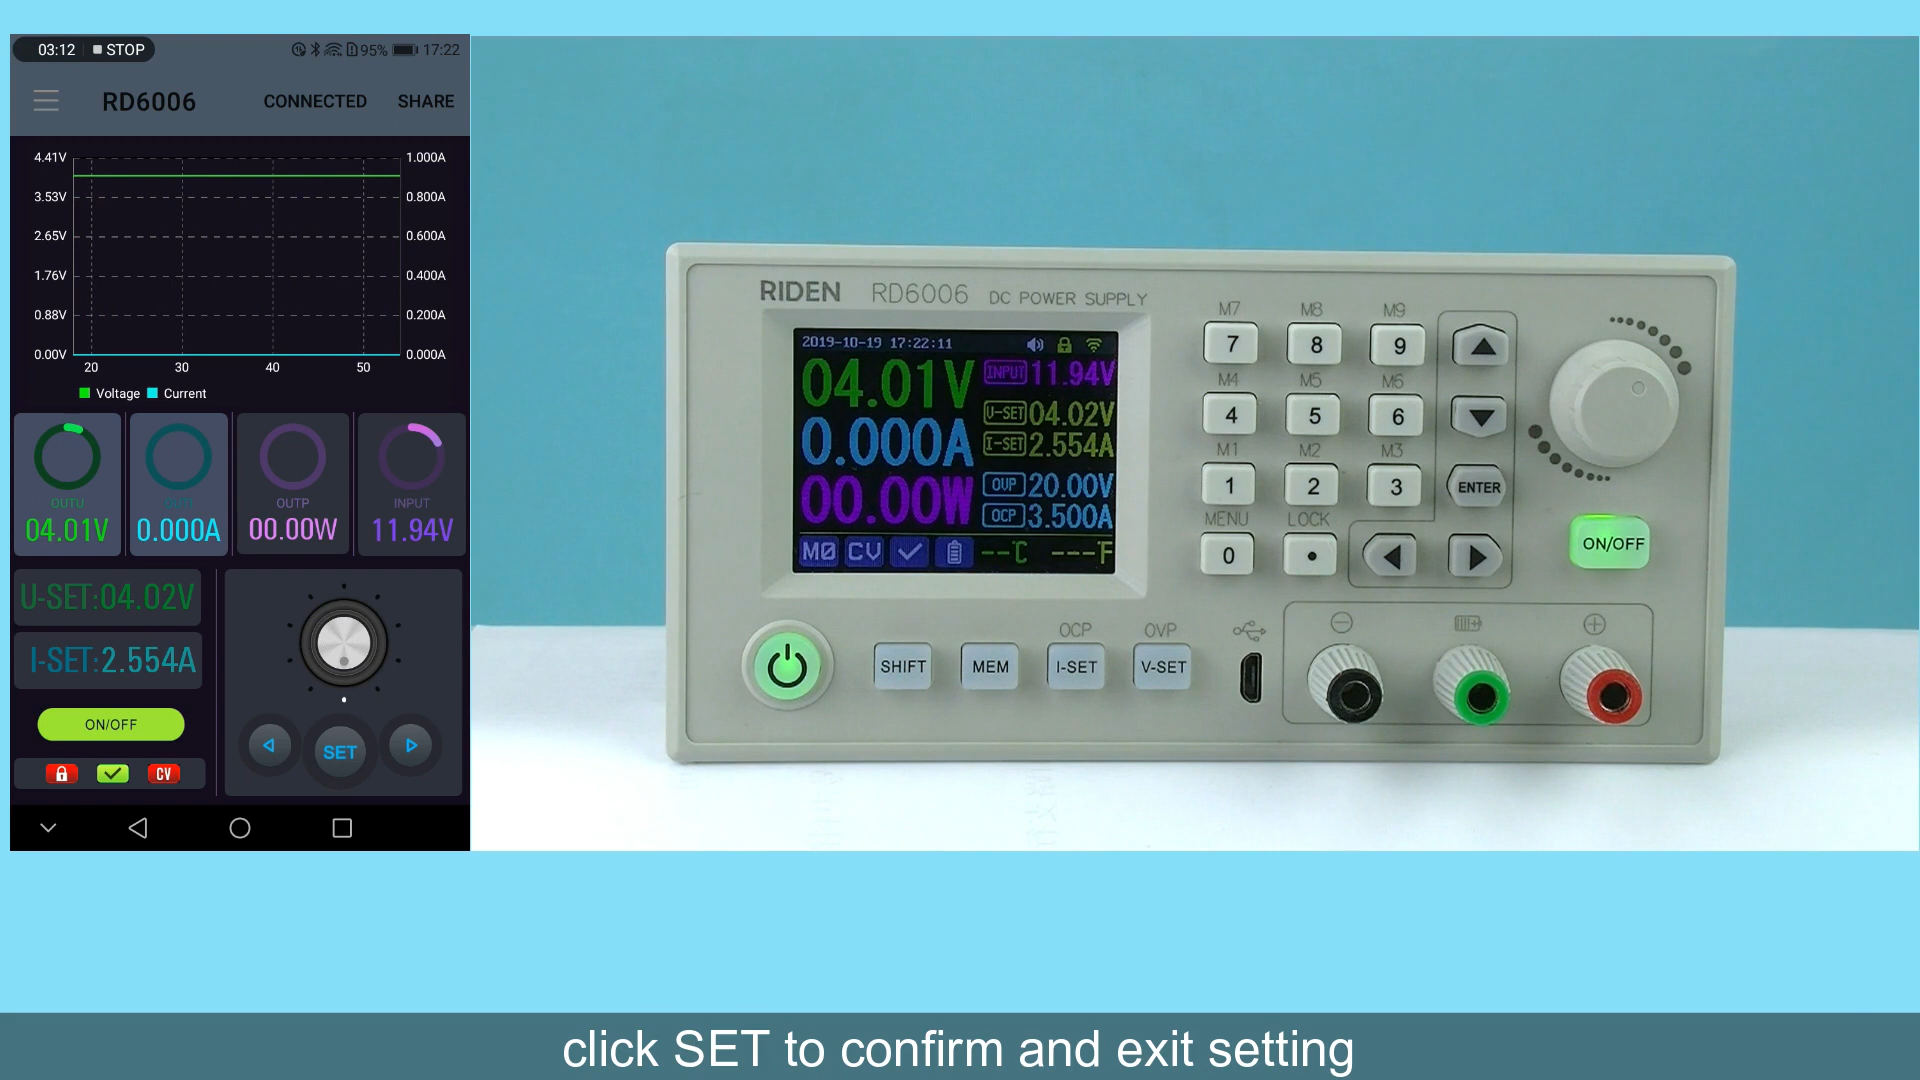 03:12 STOP 95% 17:22
RD6006 CONNECTED SHARE
4.41V 1.000A
3.53V 0.800A
2.65V 0.600A
1.76V 0.400A
0.88V 0.200A
0.00V 0.000A
20 30 40 50
Voltage Current
OUTU OUTP INPUT
04.01V 0.000A 00.00W 11.94V
U-SET:04.02V
I-SET:2.554A
ON/OFF
SET
CV
RIDEN RD6006 DC POWER SUPPLY
2019-10-19 17:22:11
04.01V INPUT 11.94V
U-SET 04.02V
0.000A I-SET 2.554A
00.00W OVP 20.00V
OCP 3.500A
M0 CV --℃ ---℉
M7 M8 M9
7 8 9
M4 M5 M6
4 5 6
M1 M2 M3
1 2 3 ENTER
MENU LOCK
0 •
ON/OFF
OCP OVP
SHIFT MEM I-SET V-SET
click SET to confirm and exit setting